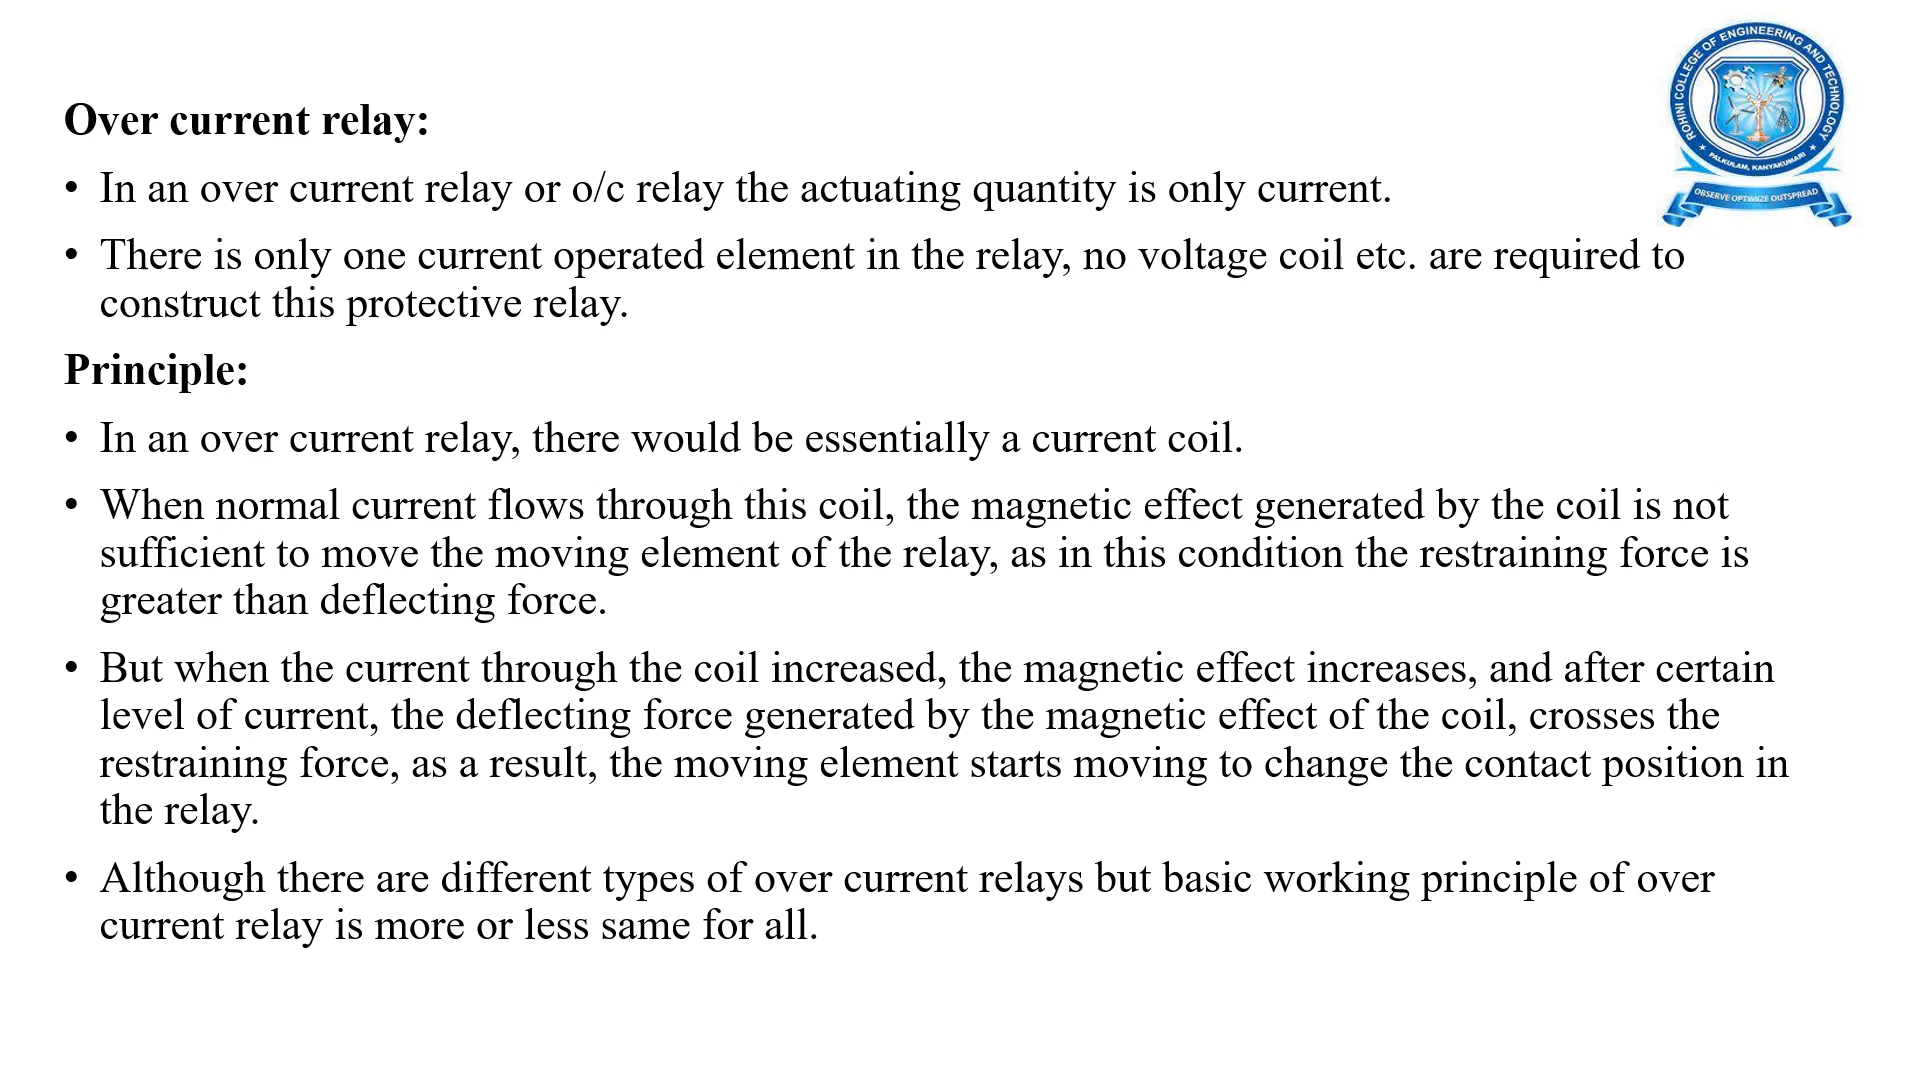 ROHINI COLLEGE OF ENGINEERING AND TECHNOLOGY
PALKULAM, KANYAKUMARI
OBSERVE OPTIMIZE OUTSPREAD
Over current relay:
• In an over current relay or o/c relay the actuating quantity is only current.
• There is only one current operated element in the relay, no voltage coil etc. are required to
construct this protective relay.
Principle:
• In an over current relay, there would be essentially a current coil.
• When normal current flows through this coil, the magnetic effect generated by the coil is not
sufficient to move the moving element of the relay, as in this condition the restraining force is
greater than deflecting force.
• But when the current through the coil increased, the magnetic effect increases, and after certain
level of current, the deflecting force generated by the magnetic effect of the coil, crosses the
restraining force, as a result, the moving element starts moving to change the contact position in
the relay.
• Although there are different types of over current relays but basic working principle of over
current relay is more or less same for all.